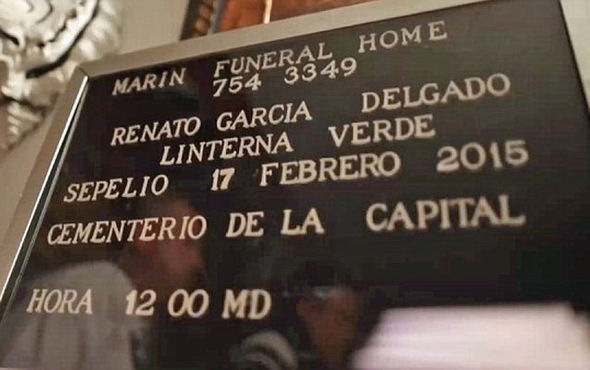 MARIN FUNERAL HOME
754 3349
RENATO GARCIA DELGADO
LINTERNA VERDE
SEPELIO 17 FEBRERO 2015
CEMENTERIO DE LA CAPITAL
HORA 12 00 MD